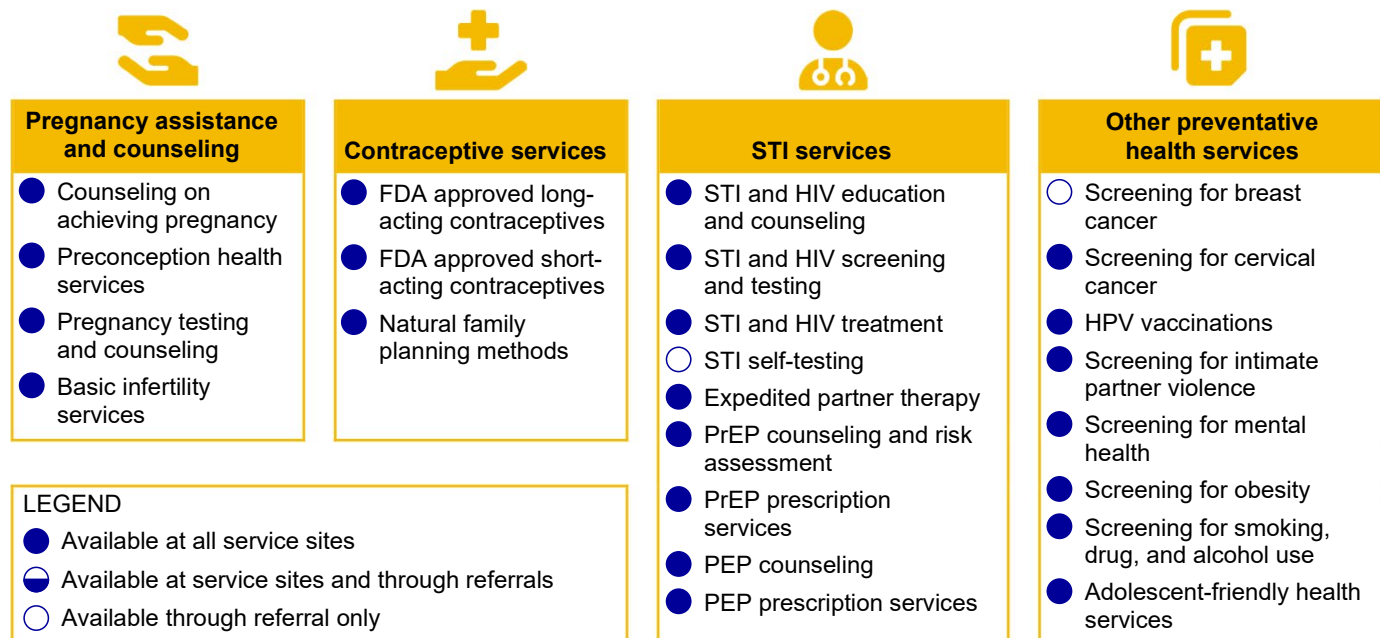 Pregnancy assistance
and counseling
Counseling on
achieving pregnancy
Preconception health
services
Pregnancy testing
and counseling
Basic infertility
services
Contraceptive services
FDA approved long-
acting contraceptives
FDA approved short-
acting contraceptives
Natural family
planning methods
STI services
STI and HIV education
and counseling
STI and HIV screening
and testing
STI and HIV treatment
STI self-testing
Expedited partner therapy
PrEP counseling and risk
assessment
PrEP prescription
services
PEP counseling
PEP prescription services
Other preventative
health services
Screening for breast
cancer
Screening for cervical
cancer
HPV vaccinations
Screening for intimate
partner violence
Screening for mental
health
Screening for obesity
Screening for smoking,
drug, and alcohol use
Adolescent-friendly health
services
LEGEND
Available at all service sites
Available at service sites and through referrals
Available through referral only